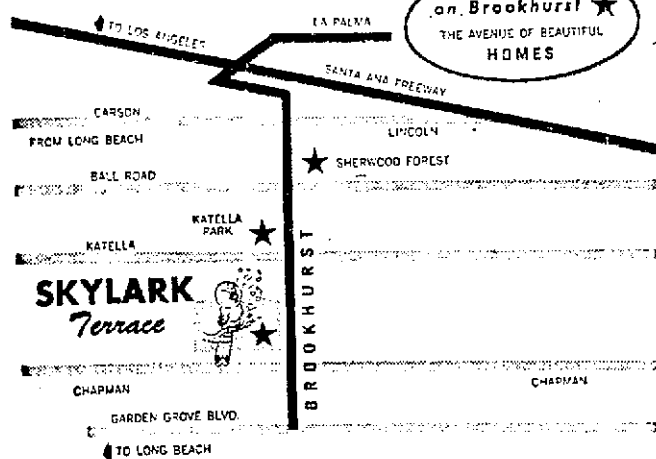 on Brookhurst
THE AVENUE OF BEAUTIFUL
HOMES
LA PALMA
TO LOS ANGELES
SANTA ANA FREEWAY
CARSON
LINCOLN
FROM LONG BEACH
SHERWOOD FOREST
BALL ROAD
KATELLA
PARK
KATELLA
BROOKHURST
SKYLARK
Terrace
CHAPMAN
CHAPMAN
GARDEN GROVE BLVD.
TO LONG BEACH